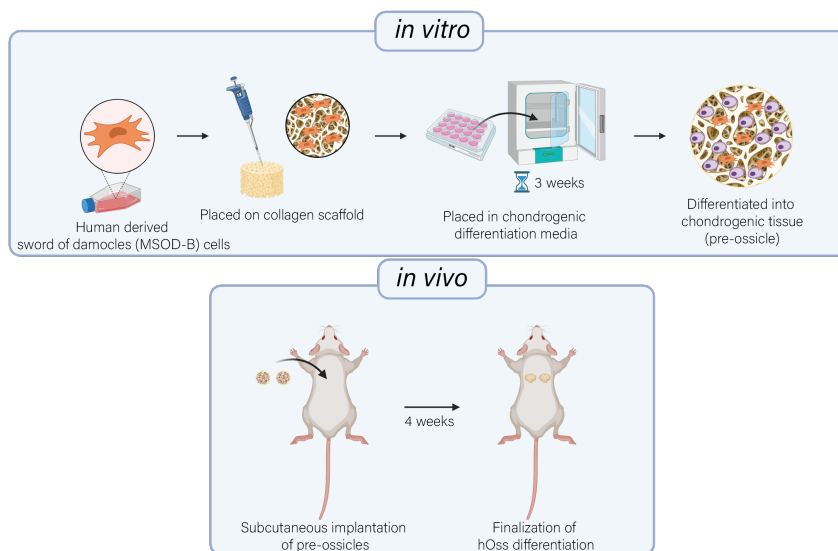 in vitro
Human derived
sword of damocles (MSOD-B) cells
Placed on collagen scaffold
3 weeks
Placed in chondrogenic
differentiation media
Differentiated into
chondrogenic tissue
(pre-ossicle)
in vivo
4 weeks
Subcutaneous implantation
of pre-ossicles
Finalization of
hOss differentiation